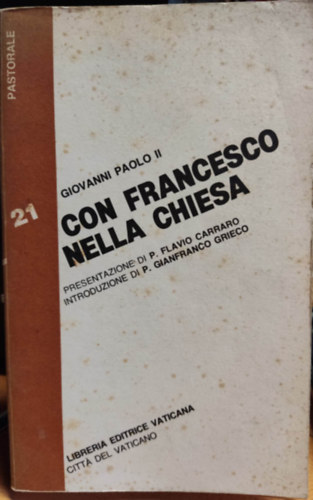 PASTORALE
21
GIOVANNI PAOLO II
CON FRANCESCO
NELLA CHIESA
PRESENTAZIONE DI P. FLAVIO CARRARO
INTRODUZIONE DI P. GIANFRANCO GRIECO
LIBRERIA EDITRICE VATICANA
CITTÀ DEL VATICANO